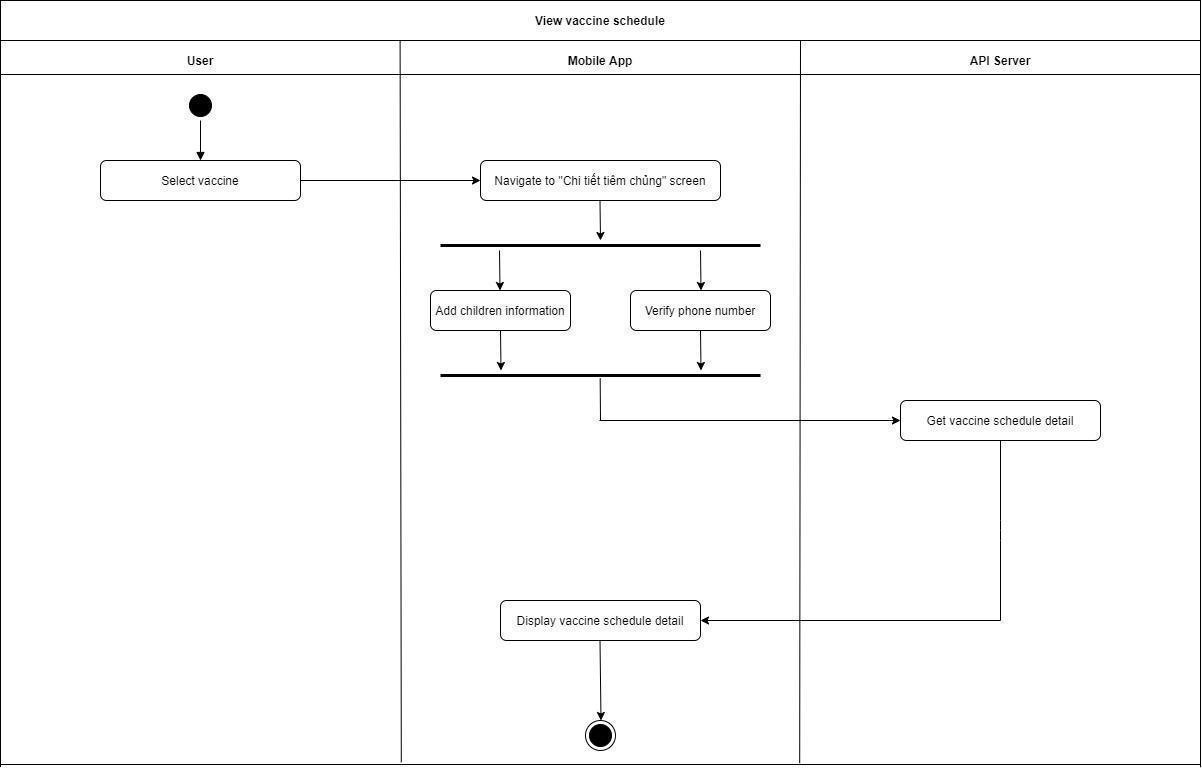 View vaccine schedule
User
Mobile App
API Server
Select vaccine
Navigate to "Chi tiết tiêm chủng" screen
Add children information
Verify phone number
Get vaccine schedule detail
Display vaccine schedule detail